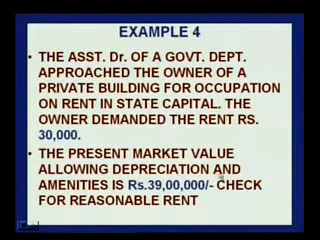 EXAMPLE 4
• THE ASST. Dr. OF A GOVT. DEPT.
APPROACHED THE OWNER OF A
PRIVATE BUILDING FOR OCCUPATION
ON RENT IN STATE CAPITAL. THE
OWNER DEMANDED THE RENT RS.
30,000.
• THE PRESENT MARKET VALUE
ALLOWING DEPRECIATION AND
AMENITIES IS Rs.39,00,000/- CHECK
FOR REASONABLE RENT